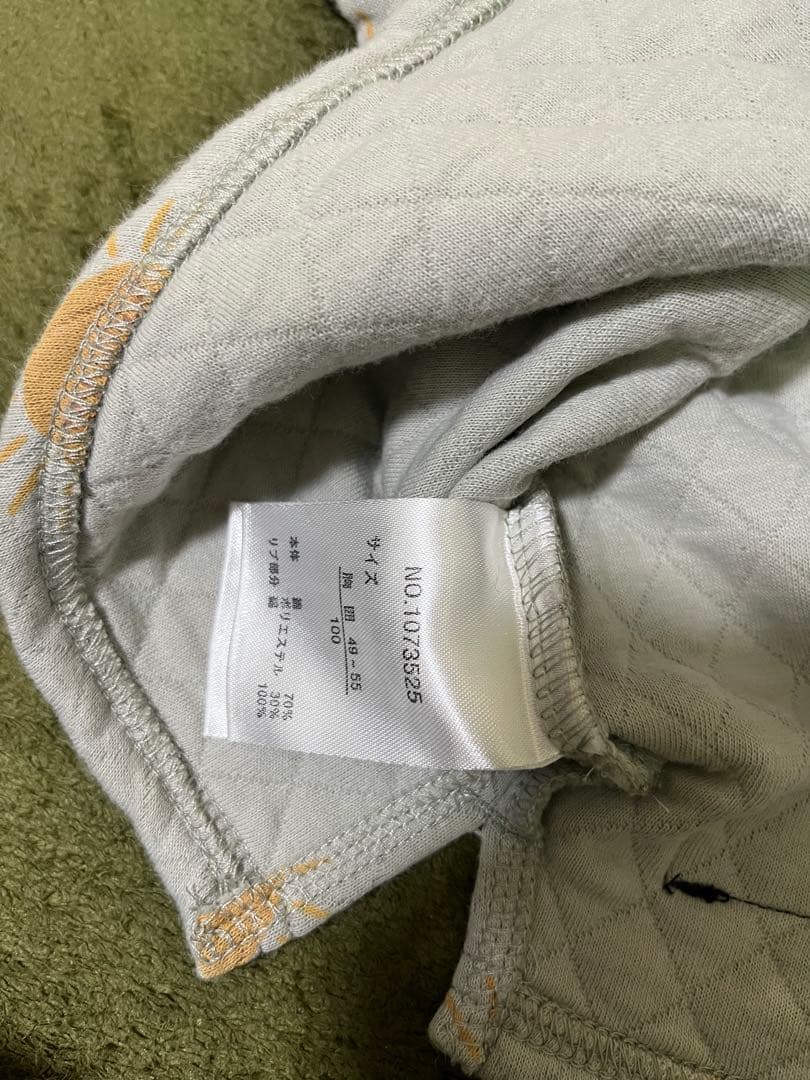 NO.1073525
サイズ
胸 囲 49-55
100
本体 綿 70%
ポリエステル 30%
リブ部分 綿 100%